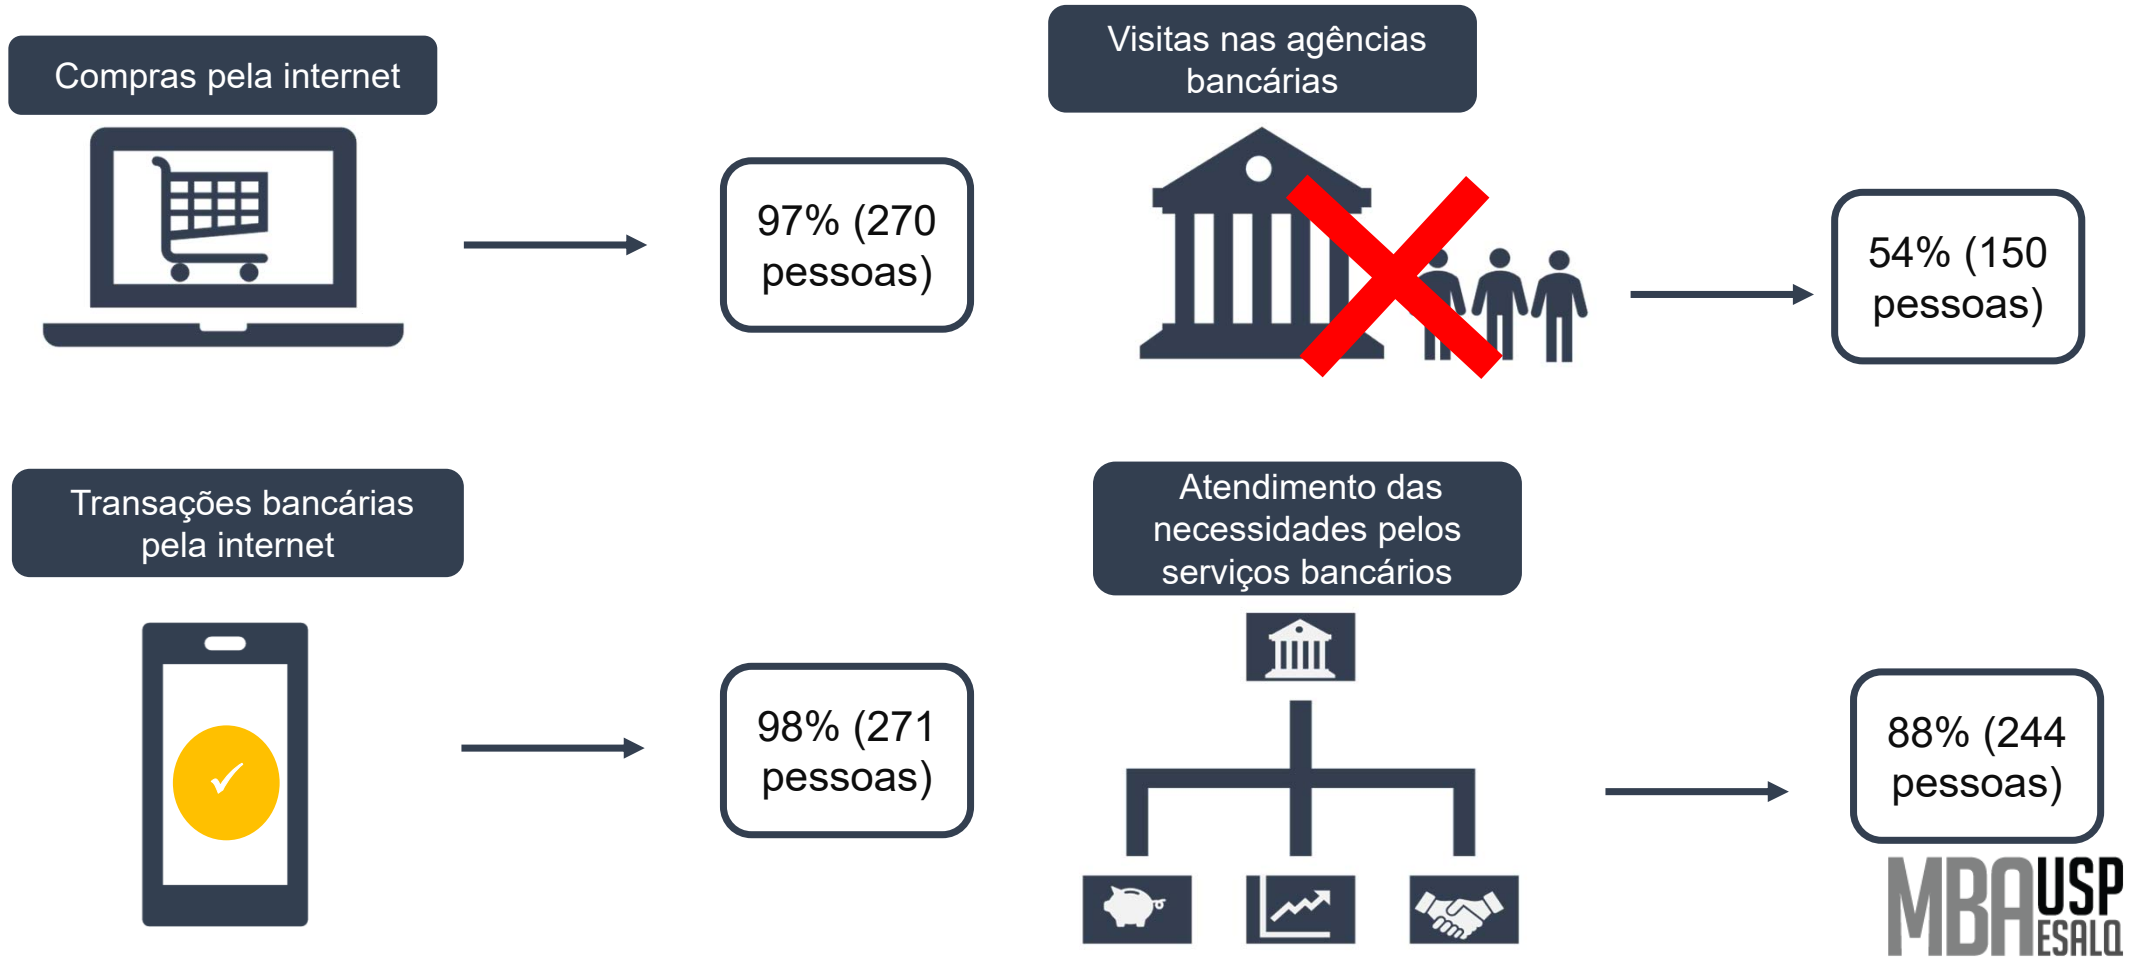 Compras pela internet
97% (270
pessoas)
Visitas nas agências
bancárias
54% (150
pessoas)
Transações bancárias
pela internet
98% (271
pessoas)
Atendimento das
necessidades pelos
serviços bancários
88% (244
pessoas)
MBA USP
ESALQ